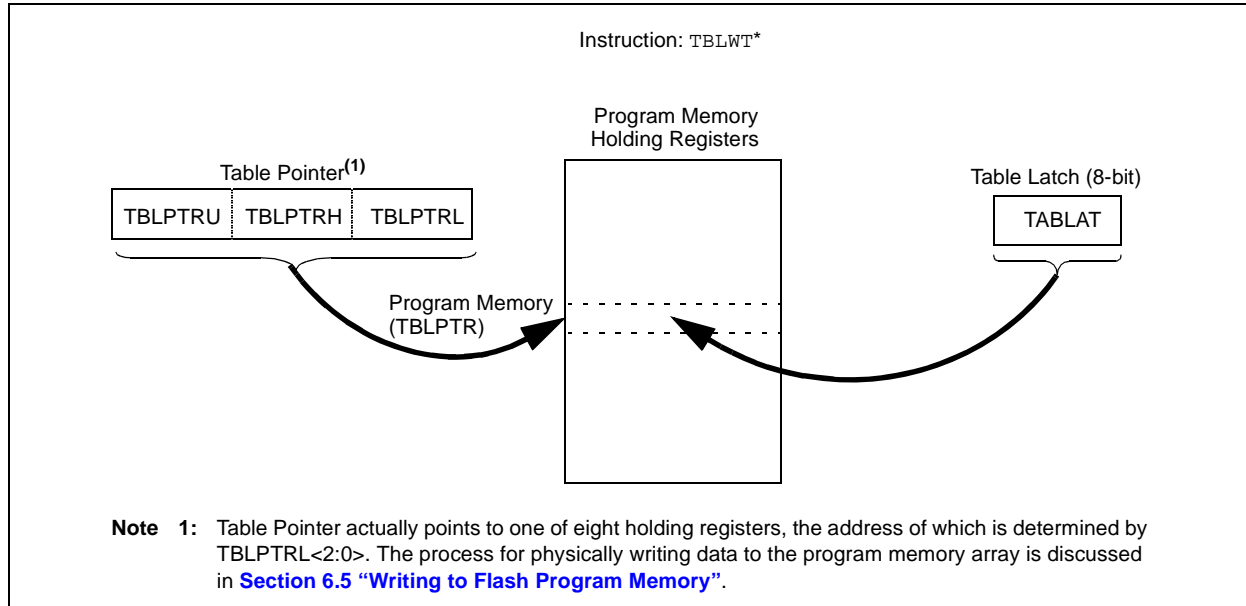 Instruction: TBLWT*
Program Memory
Holding Registers
Table Pointer(1)
Table Latch (8-bit)
TBLPTRU TBLPTRH TBLPTRL
TABLAT
Program Memory
(TBLPTR)
Note 1: Table Pointer actually points to one of eight holding registers, the address of which is determined by
TBLPTRL<2:0>. The process for physically writing data to the program memory array is discussed
in Section 6.5 “Writing to Flash Program Memory”.